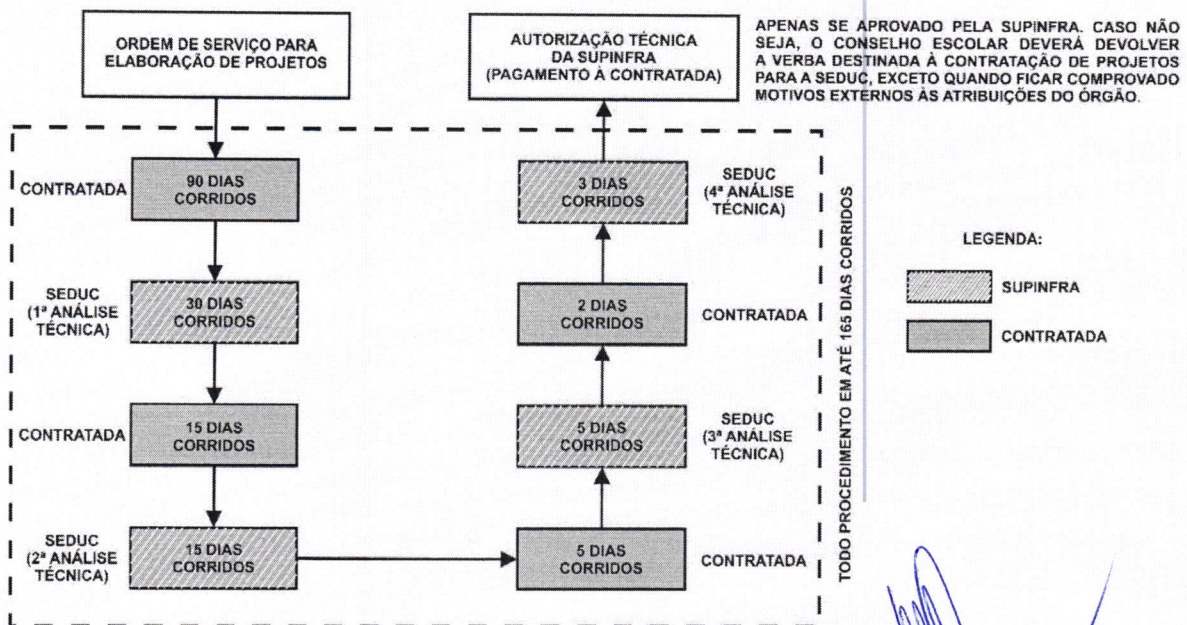 ORDEM DE SERVIÇO PARA
ELABORAÇÃO DE PROJETOS
AUTORIZAÇÃO TÉCNICA
DA SUPINFRA
(PAGAMENTO À CONTRATADA)
APENAS SE APROVADO PELA SUPINFRA. CASO NÃO
SEJA, O CONSELHO ESCOLAR DEVERÁ DEVOLVER
A VERBA DESTINADA À CONTRATAÇÃO DE PROJETOS
PARA A SEDUC, EXCETO QUANDO FICAR COMPROVADO
MOTIVOS EXTERNOS ÀS ATRIBUIÇÕES DO ÓRGÃO.
CONTRATADA
90 DIAS
CORRIDOS
SEDUC
(1ª ANÁLISE
TÉCNICA)
30 DIAS
CORRIDOS
CONTRATADA
15 DIAS
CORRIDOS
SEDUC
(2ª ANÁLISE
TÉCNICA)
15 DIAS
CORRIDOS
5 DIAS
CORRIDOS
CONTRATADA
5 DIAS
CORRIDOS
SEDUC
(3ª ANÁLISE
TÉCNICA)
2 DIAS
CORRIDOS
CONTRATADA
3 DIAS
CORRIDOS
SEDUC
(4ª ANÁLISE
TÉCNICA)
TODO PROCEDIMENTO EM ATÉ 165 DIAS CORRIDOS
LEGENDA:
SUPINFRA
CONTRATADA